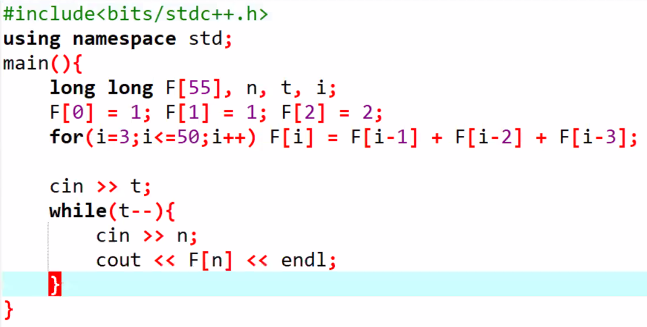 #include<bits/stdc++.h>
using namespace std;
main(){
    long long F[55], n, t, i;
    F[0] = 1; F[1] = 1; F[2] = 2;
    for(i=3;i<=50;i++) F[i] = F[i-1] + F[i-2] + F[i-3];

    cin >> t;
    while(t--){
        cin >> n;
        cout << F[n] << endl;
    }
}